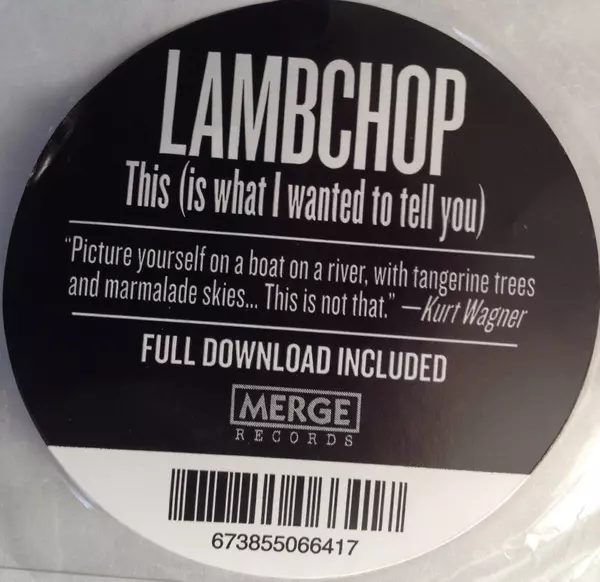 LAMBCHOP
This (is what I wanted to tell you)
"Picture yourself on a boat on a river, with tangerine trees
and marmalade skies... This is not that." —Kurt Wagner
FULL DOWNLOAD INCLUDED
MERGE
RECORDS
673855066417